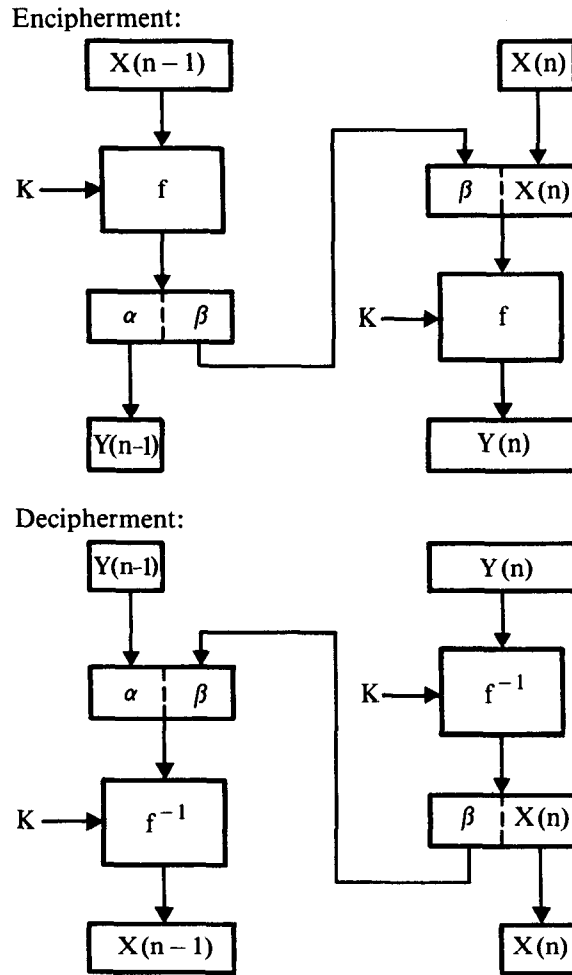 Encipherment:
X(n – 1)
X(n)
K
f
β
X(n)
α
β
K
f
Y(n-1)
Y(n)
Decipherment:
Y(n-1)
Y(n)
α
β
K
f⁻¹
K
f⁻¹
β
X(n)
X(n – 1)
X(n)